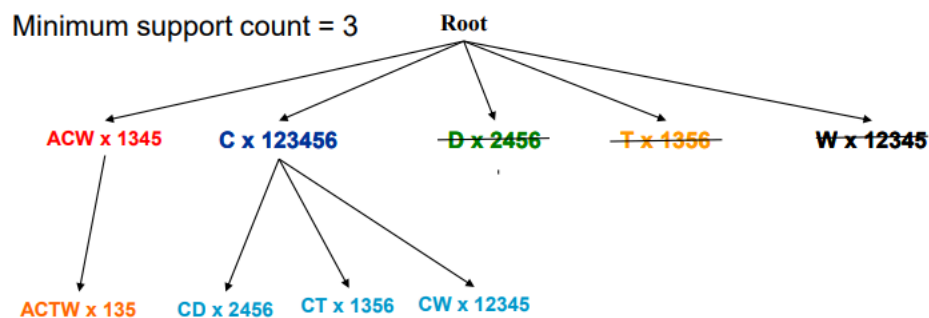 Minimum support count = 3
Root
ACW x 1345
C x 123456
D x 2456
T x 1356
W x 12345
ACTW x 135
CD x 2456
CT x 1356
CW x 12345